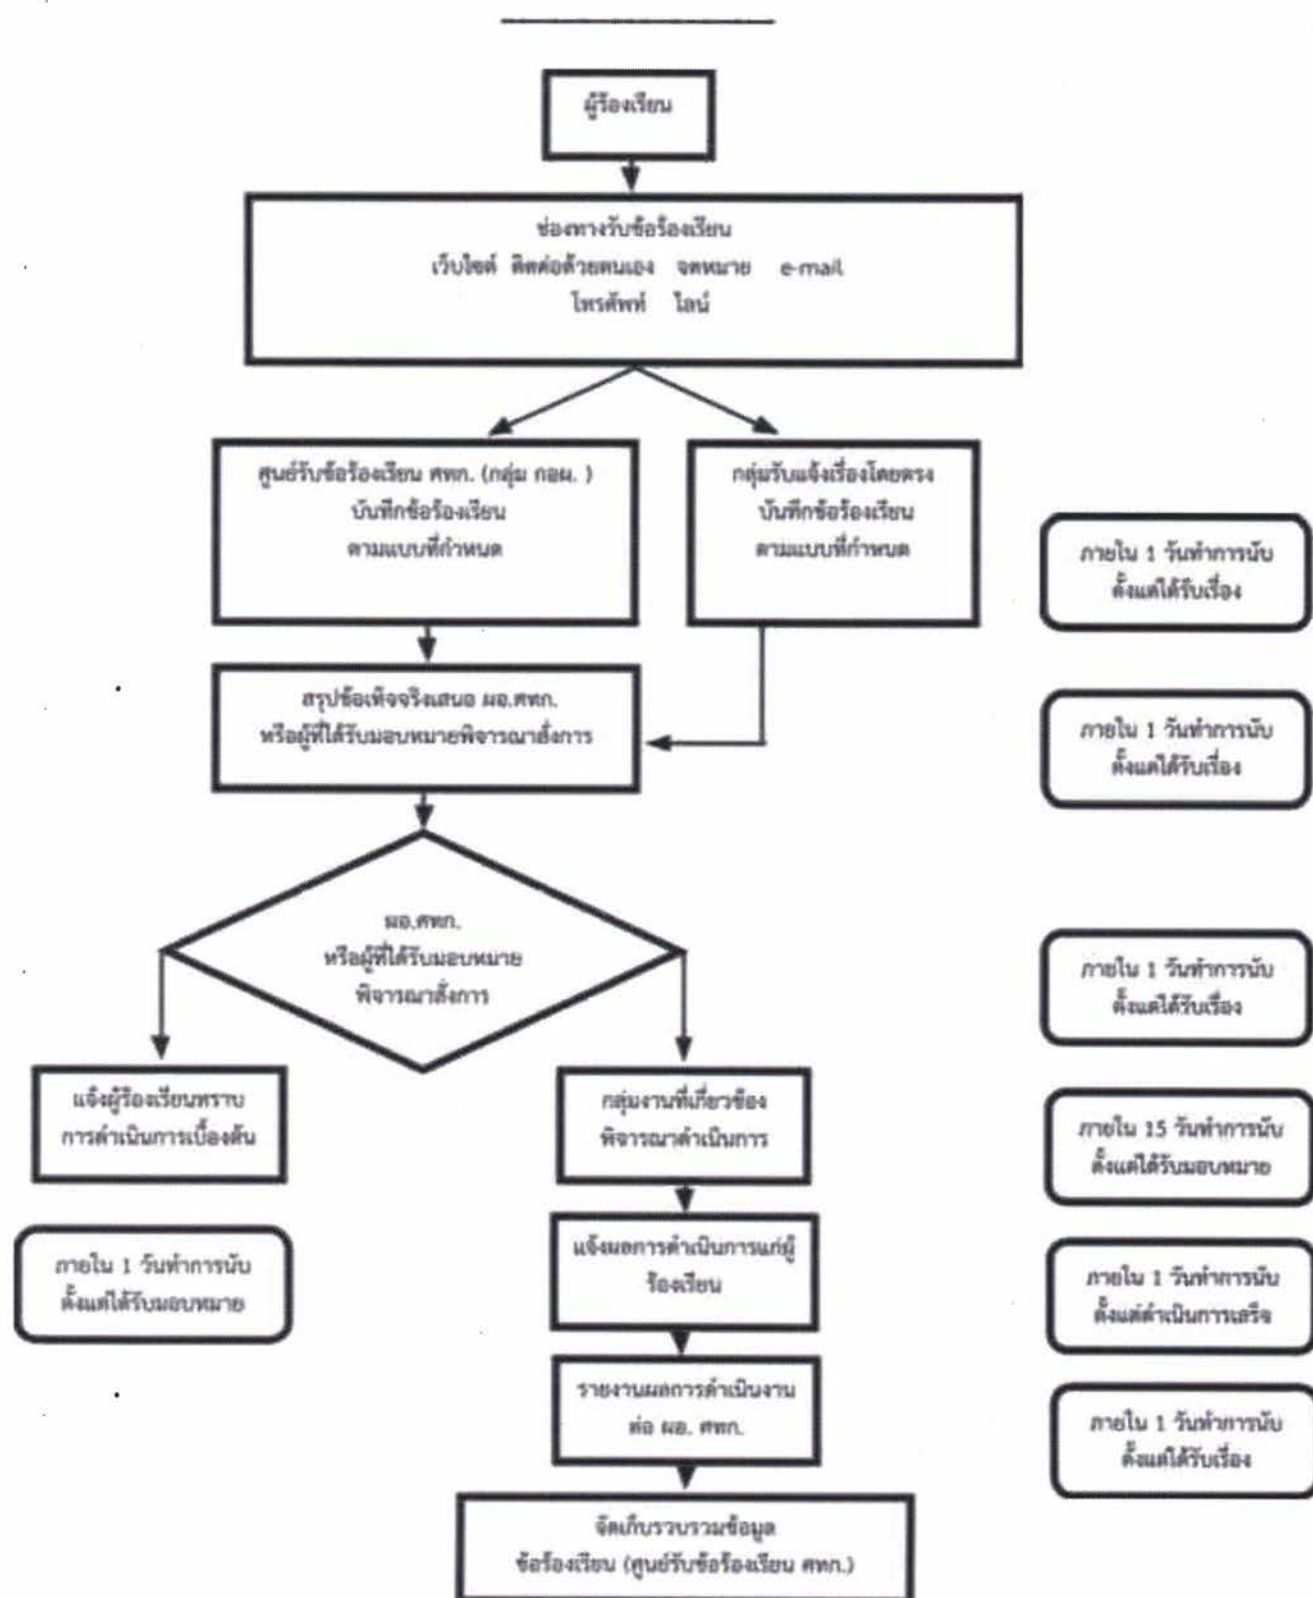 ผู้ร้องเรียน
ช่องทางรับข้อร้องเรียน
เว็บไซต์ ติดต่อด้วยตนเอง จดหมาย e-mail
โทรศัพท์ ไลน์
ศูนย์รับข้อร้องเรียน ศทก. (กลุ่ม กอผ. )
บันทึกข้อร้องเรียน
ตามแบบที่กำหนด
กลุ่มรับแจ้งเรื่องโดยตรง
บันทึกข้อร้องเรียน
ตามแบบที่กำหนด
ภายใน 1 วันทำการนับ
ตั้งแต่ได้รับเรื่อง
สรุปข้อเท็จจริงเสนอ ผอ.ศทก.
หรือผู้ที่ได้รับมอบหมายพิจารณาสั่งการ
ภายใน 1 วันทำการนับ
ตั้งแต่ได้รับเรื่อง
ผอ.ศทก.
หรือผู้ที่ได้รับมอบหมาย
พิจารณาสั่งการ
ภายใน 1 วันทำการนับ
ตั้งแต่ได้รับเรื่อง
แจ้งผู้ร้องเรียนทราบ
การดำเนินการเบื้องต้น
กลุ่มงานที่เกี่ยวข้อง
พิจารณาดำเนินการ
ภายใน 15 วันทำการนับ
ตั้งแต่ได้รับมอบหมาย
ภายใน 1 วันทำการนับ
ตั้งแต่ได้รับมอบหมาย
แจ้งผลการดำเนินการแก่ผู้
ร้องเรียน
ภายใน 1 วันทำการนับ
ตั้งแต่ดำเนินการเสร็จ
รายงานผลการดำเนินงาน
ต่อ ผอ. ศทก.
ภายใน 1 วันทำการนับ
ตั้งแต่ได้รับเรื่อง
จัดเก็บรวบรวมข้อมูล
ข้อร้องเรียน (ศูนย์รับข้อร้องเรียน ศทก.)